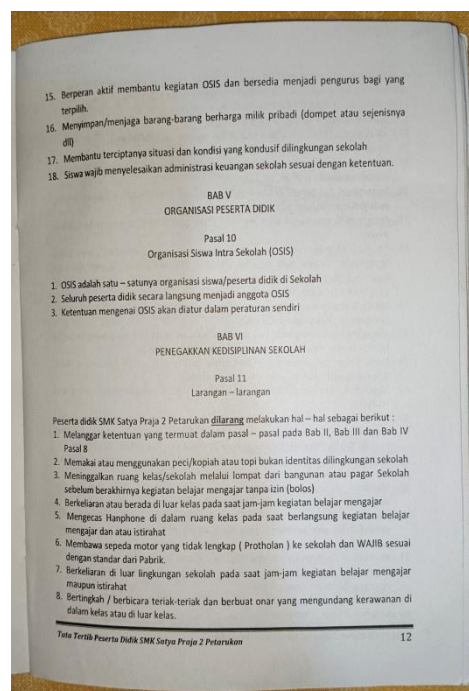 15. Berperan aktif membantu kegiatan OSIS dan bersedia menjadi pengurus bagi yang
terpilih.
16. Menyimpan/menjaga barang-barang berharga milik pribadi (dompet atau sejenisnya
dll)
17. Membantu terciptanya situasi dan kondisi yang kondusif dilingkungan sekolah
18. Siswa wajib menyelesaikan administrasi keuangan sekolah sesuai dengan ketentuan.
BAB V
ORGANISASI PESERTA DIDIK
Pasal 10
Organisasi Siswa Intra Sekolah (OSIS)
1. OSIS adalah satu – satunya organisasi siswa/peserta didik di Sekolah
2. Seluruh peserta didik secara langsung menjadi anggota OSIS
3. Ketentuan mengenai OSIS akan diatur dalam peraturan sendiri
BAB VI
PENEGAKKAN KEDISIPLINAN SEKOLAH
Pasal 11
Larangan – larangan
Peserta didik SMK Satya Praja 2 Petarukan dilarang melakukan hal – hal sebagai berikut :
1. Melanggar ketentuan yang termuat dalam pasal – pasal pada Bab II, Bab III dan Bab IV
Pasal 8
2. Memakai atau menggunakan peci/kopiah atau topi bukan identitas dilingkungan sekolah
3. Meninggalkan ruang kelas/sekolah melalui lompat dari bangunan atau pagar Sekolah
sebelum berakhirnya kegiatan belajar mengajar tanpa izin (bolos)
4. Berkeliaran atau berada di luar kelas pada saat jam-jam kegiatan belajar mengajar
5. Mengecas Hanphone di dalam ruang kelas pada saat berlangsung kegiatan belajar
mengajar dan atau istirahat
6. Membawa sepeda motor yang tidak lengkap ( Protholan ) ke sekolah dan WAJIB sesuai
dengan standar dari Pabrik.
7. Berkeliaran di luar lingkungan sekolah pada saat jam-jam kegiatan belajar mengajar
maupun istirahat
8. Bertingkah / berbicara teriak-teriak dan berbuat onar yang mengundang kerawanan di
dalam kelas atau di luar kelas.
Tata Tertib Peserta Didik SMK Satya Praja 2 Petarukan 12